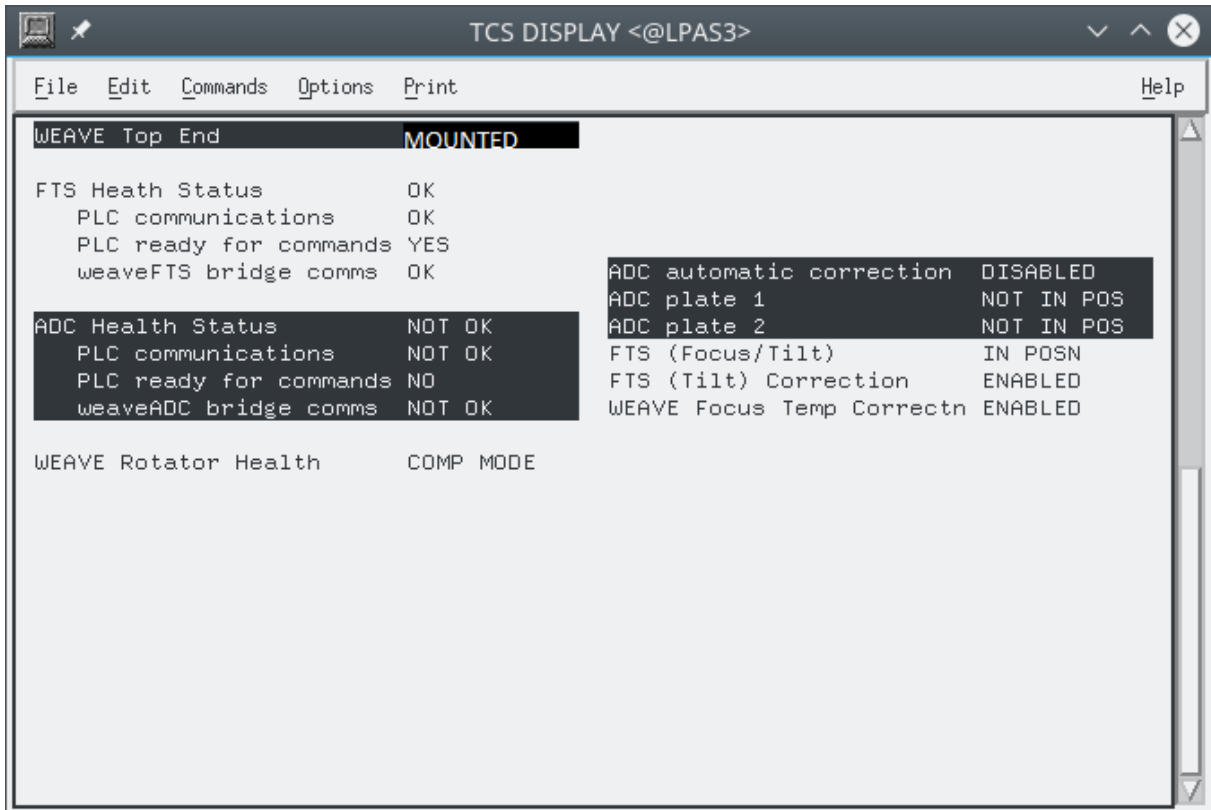 TCS DISPLAY <@LPAS3>
File Edit Commands Options Print Help
WEAVE Top End MOUNTED
FTS Heath Status OK
PLC communications OK
PLC ready for commands YES
weaveFTS bridge comms OK
ADC Health Status NOT OK
PLC communications NOT OK
PLC ready for commands NO
weaveADC bridge comms NOT OK
WEAVE Rotator Health COMP MODE
ADC automatic correction DISABLED
ADC plate 1 NOT IN POS
ADC plate 2 NOT IN POS
FTS (Focus/Tilt) IN POSN
FTS (Tilt) Correction ENABLED
WEAVE Focus Temp Correctn ENABLED